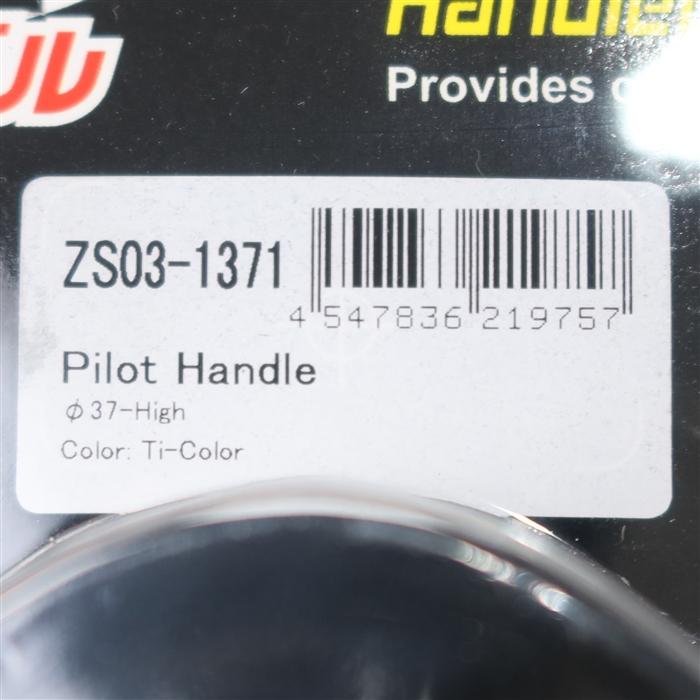 Provides
ZS03-1371
4 547836 219757
Pilot Handle
φ37-High
Color: Ti-Color